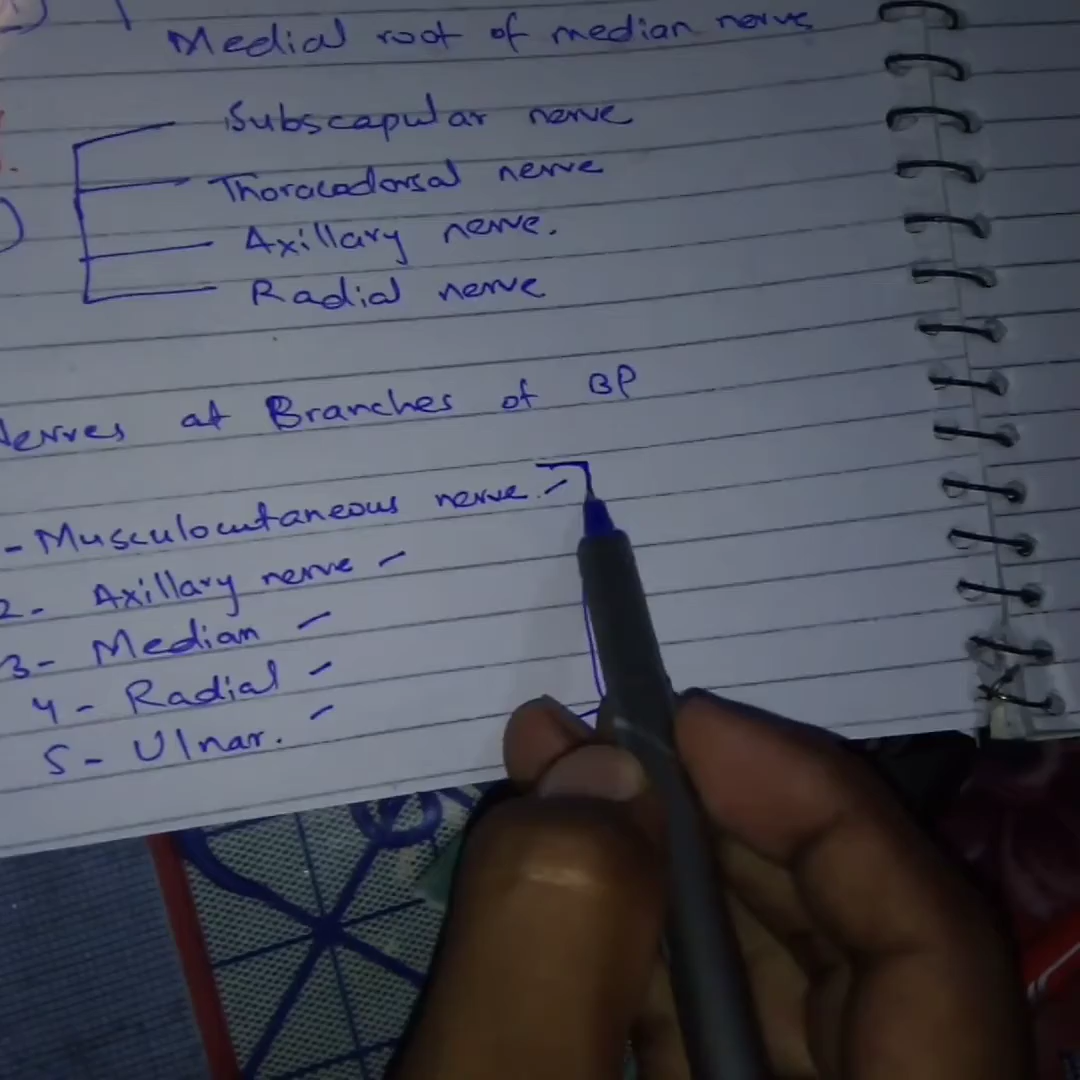 Medial root of median nerve
Subscapular nerve
Thoracodorsal nerve
Axillary nerve.
Radial nerve
Nerves at Branches of BP
- Musculocutaneous nerve.-
2- Axillary nerve -
3- Median -
4- Radial -
5- Ulnar. -